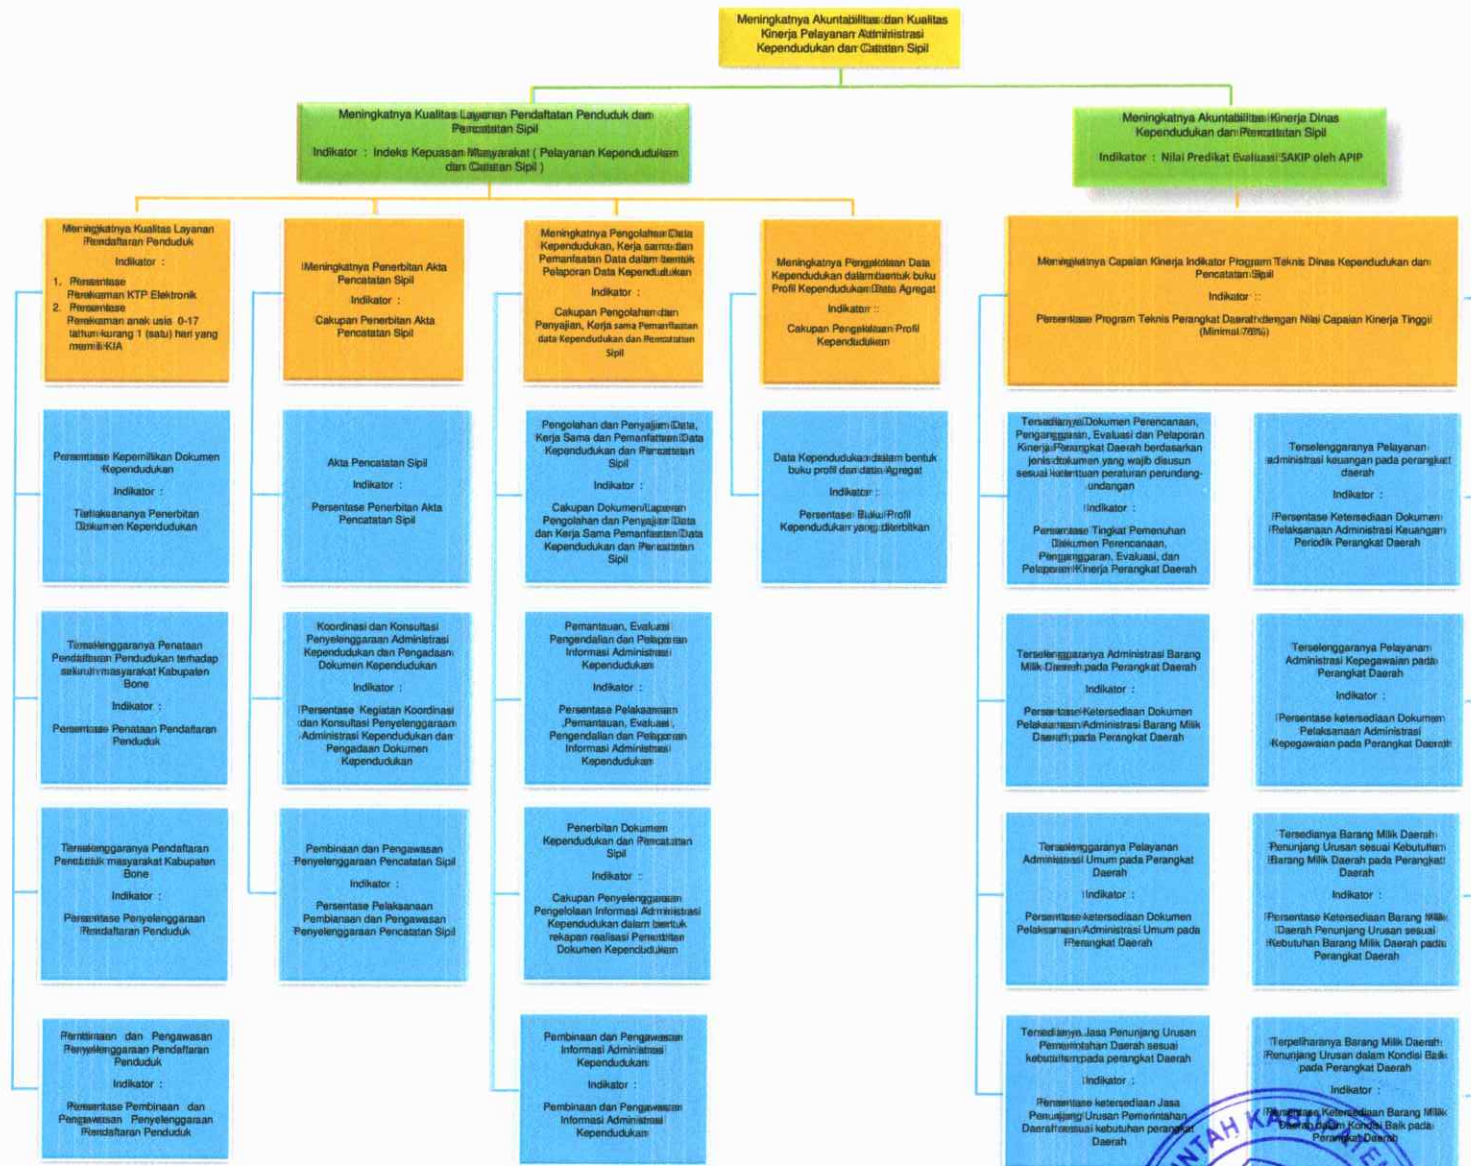 Meningkatnya Akuntabilitas dan Kualitas
Kinerja Pelayanan Administrasi
Kependudukan dan Catatan Sipil
Meningkatnya Kualitas Layanan Pendaftatan Penduduk dan
Pencatatan Sipil
Indikator : Indeks Kepuasan Masyarakat ( Pelayanan Kependudukan
dan Catatan Sipil )
Meningkatnya Akuntabilitas Kinerja Dinas
Kependudukan dan Pencatatan Sipil
Indikator : Nilai Predikat Evaluasi SAKIP oleh APIP
Meningkatnya Kualitas Layanan
Pendaftaran Penduduk
Indikator :
1. Persentase
Perekaman KTP Elektronik
2. Persentase
Perekaman anak usia 0-17
tahun kurang 1 (satu) hari yang
memilii KIA
Meningkatnya Penerbitan Akta
Pencatatan Sipil
Indikator :
Cakupan Penerbitan Akta
Pencatatan Sipil
Meningkatnya Pengolahan Data
Kependudukan, Kerja sama dan
Pemanfaatan Data dalam bentuk
Pelaporan Data Kependudukan
Indikator :
Cakupan Pengolahan dan
Penyajian, Kerja sama Pemanfaatan
data Kependudukan dan Pencatatan
Sipil
Meningkatnya Pengelolaan Data
Kependudukan dalam bentuk buku
Profil Kependudukan Data Agregat
Indikator :
Cakupan Pengelolaan Profil
Kependudukan
Meningkatnya Capaian Kinerja Indikator Program Teknis Dinas Kependudukan dan
Pencatatan Sipil
Indikator :
Persentase Program Teknis Perangkat Daerah dengan Nilai Capaian Kinerja Tinggi
(Minimal 76%)
Persentase Kepemilikan Dokumen
Kependudukan
Indikator :
Terlaksananya Penerbitan
Dokumen Kependudukan
Akta Pencatatan Sipil
Indikator :
Persentase Penerbitan Akta
Pencatatan Sipil
Pengolahan dan Penyajian Data,
Kerja Sama dan Pemanfaatan Data
Kependudukan dan Pencatatan
Sipil
Indikator :
Cakupan Dokumen/Laporan
Pengolahan dan Penyajian Data
dan Kerja Sama Pemanfaatan Data
Kependudukan dan Pencatatan
Sipil
Data Kependudukan dalam bentuk
buku profil dan data Agregat
Indikator :
Persentase Buku Profil
Kependudukan yang diterbitkan
Tersedianya Dokumen Perencanaan,
Penganggaran, Evaluasi dan Pelaporan
Kinerja Perangkat Daerah berdasarkan
jenis dokumen yang wajib disusun
sesuai ketentuan peraturan perundang-
undangan
Indikator :
Persentase Tingkat Pemenuhan
Dokumen Perencanaan,
Penganggaran, Evaluasi, dan
Pelaporan Kinerja Perangkat Daerah
Terselenggaranya Pelayanan
administrasi keuangan pada perangkat
daerah
Indikator :
Persentase Ketersediaan Dokumen
Pelaksanaan Administrasi Keuangan
Periodik Perangkat Daerah
Terselenggaranya Penataan
Pendaftaran Pendudukan terhadap
seluruh masyarakat Kabupaten
Bone
Indikator :
Persentase Penataan Pendaftaran
Penduduk
Koordinasi dan Konsultasi
Penyelenggaraan Administrasi
Kependudukan dan Pengadaan
Dokumen Kependudukan
Indikator :
Persentase Kegiatan Koordinasi
dan Konsultasi Penyelenggaraan
Administrasi Kependudukan dan
Pengadaan Dokumen
Kependudukan
Pemantauan, Evaluasi
Pengendalian dan Pelaporan
Informasi Administrasi
Kependudukan
Indikator :
Persentase Pelaksanaan
,Pemantauan, Evaluasi ,
Pengendalian dan Pelaporan
Informasi Administrasi
Kependudukan
Terselenggaranya Administrasi Barang
Milik Daerah pada Perangkat Daerah
Indikator :
Persentase Ketersediaan Dokumen
Pelaksanaan Administrasi Barang Milik
Daerah pada Perangkat Daerah
Terselenggaranya Pelayanan
Administrasi Kepegawaian pada
Perangkat Daerah
Indikator :
Persentase ketersediaan Dokumen
Pelaksanaan Administrasi
Kepegawaian pada Perangkat Daerah
Terselenggaranya Pendaftaran
Penduduk masyarakat Kabupaten
Bone
Indikator :
Persentase Penyelenggaraan
Pendaftaran Penduduk
Pembinaan dan Pengawasan
Penyelenggaraan Pencatatan Sipil
Indikator :
Persentase Pelaksanaan
Pembianaan dan Pengawasan
Penyelenggaraan Pencatatan Sipil
Penerbitan Dokumen
Kependudukan dan Pencatatan
Sipil
Indikator :
Cakupan Penyelenggaraan
Pengelolaan Informasi Administrasi
Kependudukan dalam bentuk
rekapan realisasi Penerbitan
Dokumen Kependudukan
Terselenggaranya Pelayanan
Administrasi Umum pada Perangkat
Daerah
Indikator :
Persentase ketersediaan Dokumen
Pelaksanaan Administrasi Umum pada
Perangkat Daerah
Tersedianya Barang Milik Daerah
Penunjang Urusan sesuai Kebutuhan
Barang Milik Daerah pada Perangkat
Daerah
Indikator :
Persentase Ketersediaan Barang Milik
Daerah Penunjang Urusan sesuai
Kebutuhan Barang Milik Daerah pada
Perangkat Daerah
Pembinaan dan Pengawasan
Penyelenggaraan Pendaftaran
Penduduk
Indikator :
Persentase Pembinaan dan
Pengawasan Penyelenggaraan
Pendaftaran Penduduk
Pembinaan dan Pengawasan
Informasi Administrasi
Kependudukan
Indikator :
Pembinaan dan Pengawasan
Informasi Administrasi
Kependudukan
Tersedianya Jasa Penunjang Urusan
Pemerintahan Daerah sesuai
kebutuhan pada perangkat Daerah
Indikator :
Persentase ketersediaan Jasa
Penunjang Urusan Pemerintahan
Daerah sesuai kebutuhan perangkat
Daerah
Terpeliharanya Barang Milik Daerah
Penunjang Urusan dalam Kondisi Baik
pada Perangkat Daerah
Indikator :
Persentase Ketersediaan Barang Milik
Daerah dalam Kondisi Baik pada
Perangkat Daerah